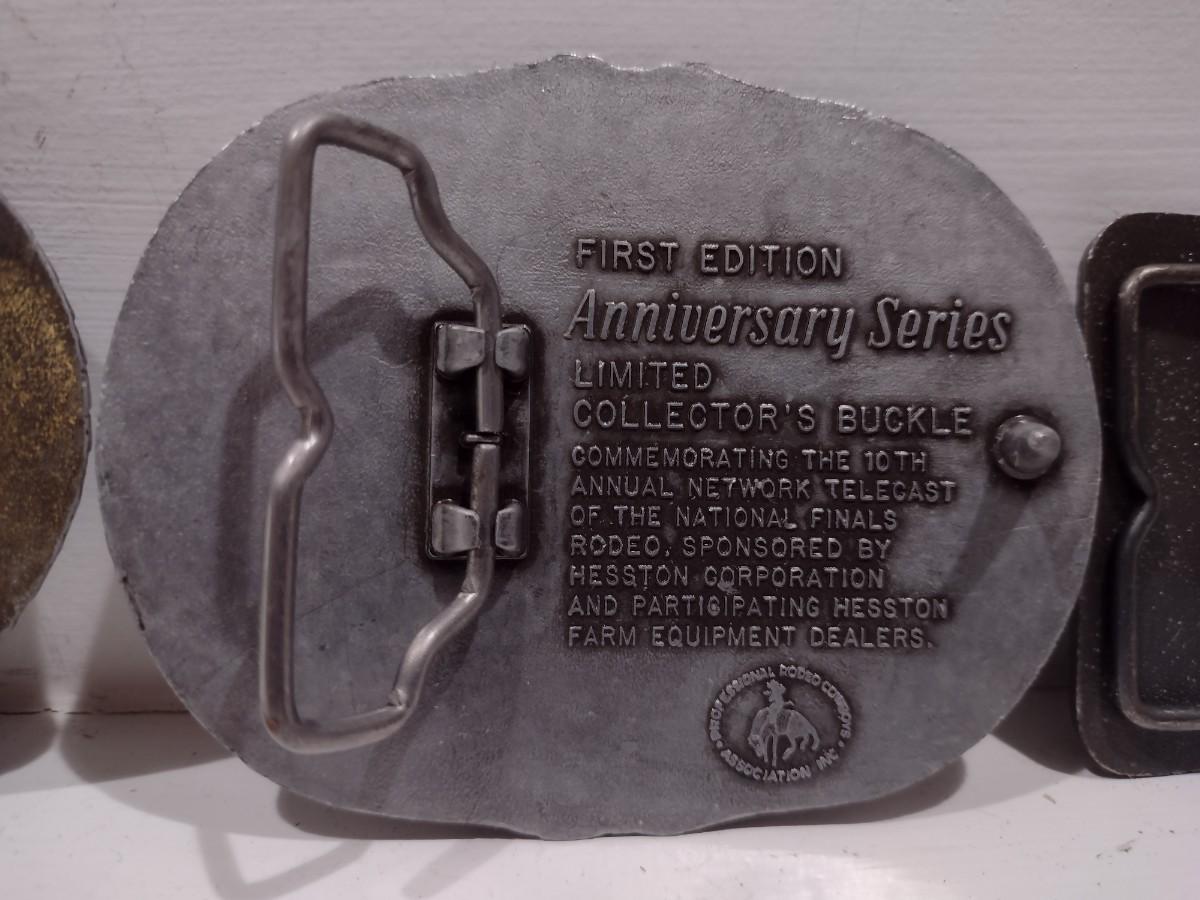 FIRST EDITION
Anniversary Series
LIMITED
COLLECTOR'S BUCKLE
COMMEMORATING THE 10TH
ANNUAL NETWORK TELECAST
OF THE NATIONAL FINALS
RODEO, SPONSORED BY
HESSTON CORPORATION
AND PARTICIPATING HESSTON
FARM EQUIPMENT DEALERS.
PROFESSIONAL RODEO COWBOYS
ASSOCIATION INC